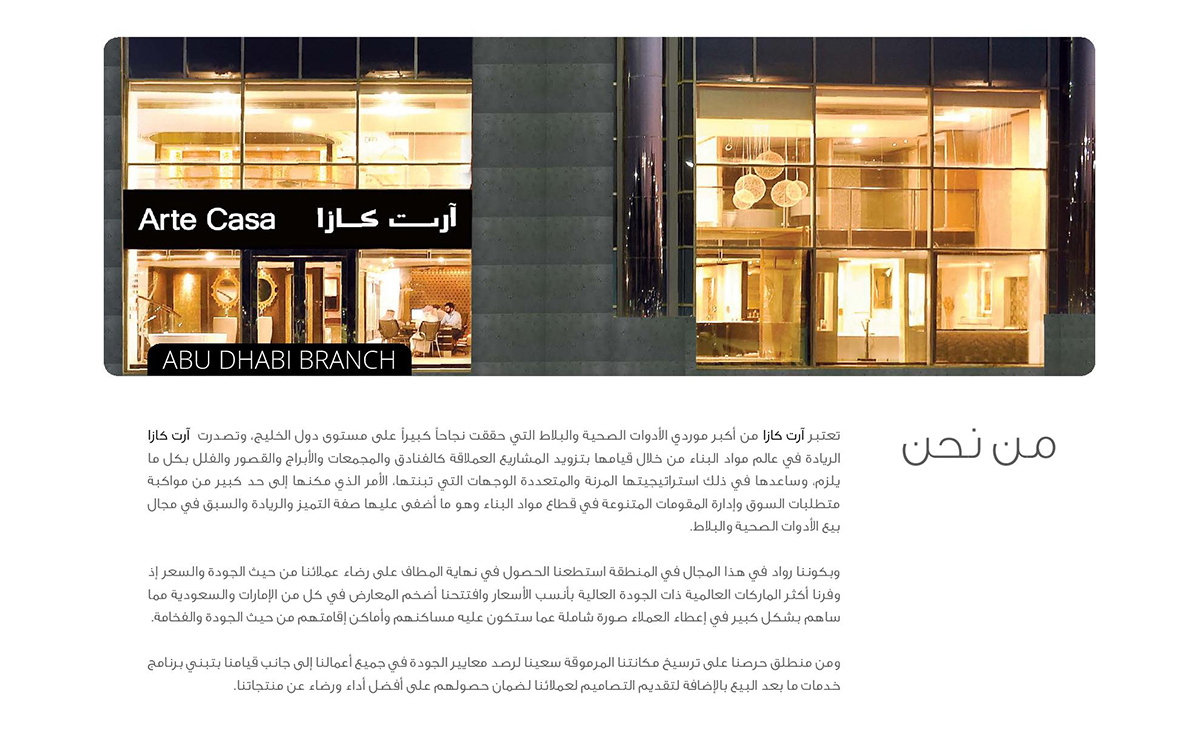 Arte Casa آرت كازا
ABU DHABI BRANCH
من نحن
تعتبر آرت كازا من أكبر موردي الأدوات الصحية والبلاط التي حققت نجاحاً كبيراً على مستوى دول الخليج، وتصدرت آرت كازا
الريادة في عالم مواد البناء من خلال قيامها بتزويد المشاريع العملاقة كالفنادق والمجمعات والأبراج والقصور والفلل بكل ما
يلزم، وساعدها في ذلك استراتيجيتها المرنة والمتعددة الوجهات التي تبنتها، الأمر الذي مكنها إلى حد كبير من مواكبة
متطلبات السوق وإدارة المقومات المتنوعة في قطاع مواد البناء وهو ما أضفى عليها صفة التميز والريادة والسبق في مجال
بيع الأدوات الصحية والبلاط.
وبكوننا رواد في هذا المجال في المنطقة استطعنا الحصول في نهاية المطاف على رضاء عملائنا من حيث الجودة والسعر إذ
وفرنا أكثر الماركات العالمية ذات الجودة العالية بأنسب الأسعار وافتتحنا أضخم المعارض في كل من الإمارات والسعودية مما
ساهم بشكل كبير في إعطاء العملاء صورة شاملة عما ستكون عليه مساكنهم وأماكن إقامتهم من حيث الجودة والفخامة.
ومن منطلق حرصنا على ترسيخ مكانتنا المرموقة سعينا لرصد معايير الجودة في جميع أعمالنا إلى جانب قيامنا بتبني برنامج
خدمات ما بعد البيع بالإضافة لتقديم التصاميم لعملائنا لضمان حصولهم على أفضل أداء ورضاء عن منتجاتنا.